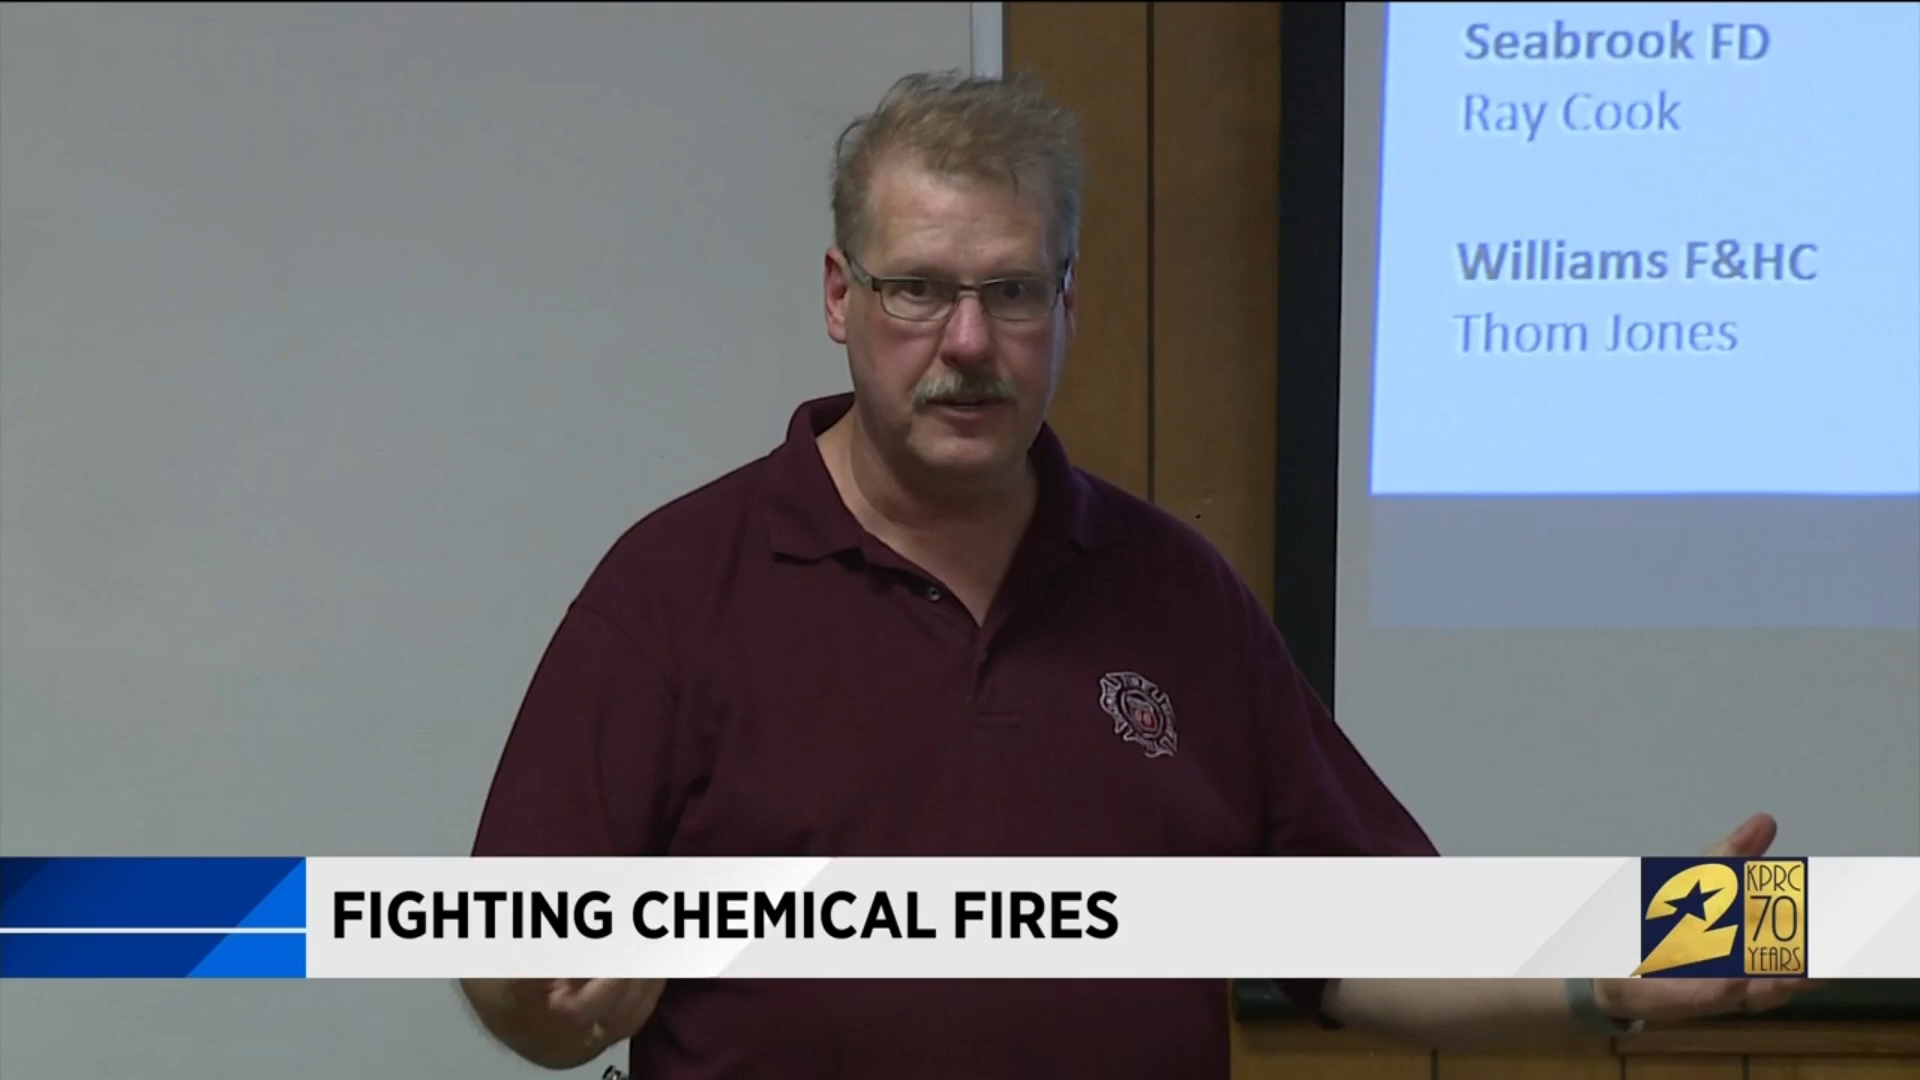 Seabrook FD
Ray Cook
Williams F&HC
Thom Jones
FIGHTING CHEMICAL FIRES
2
KPRC
70
YEARS